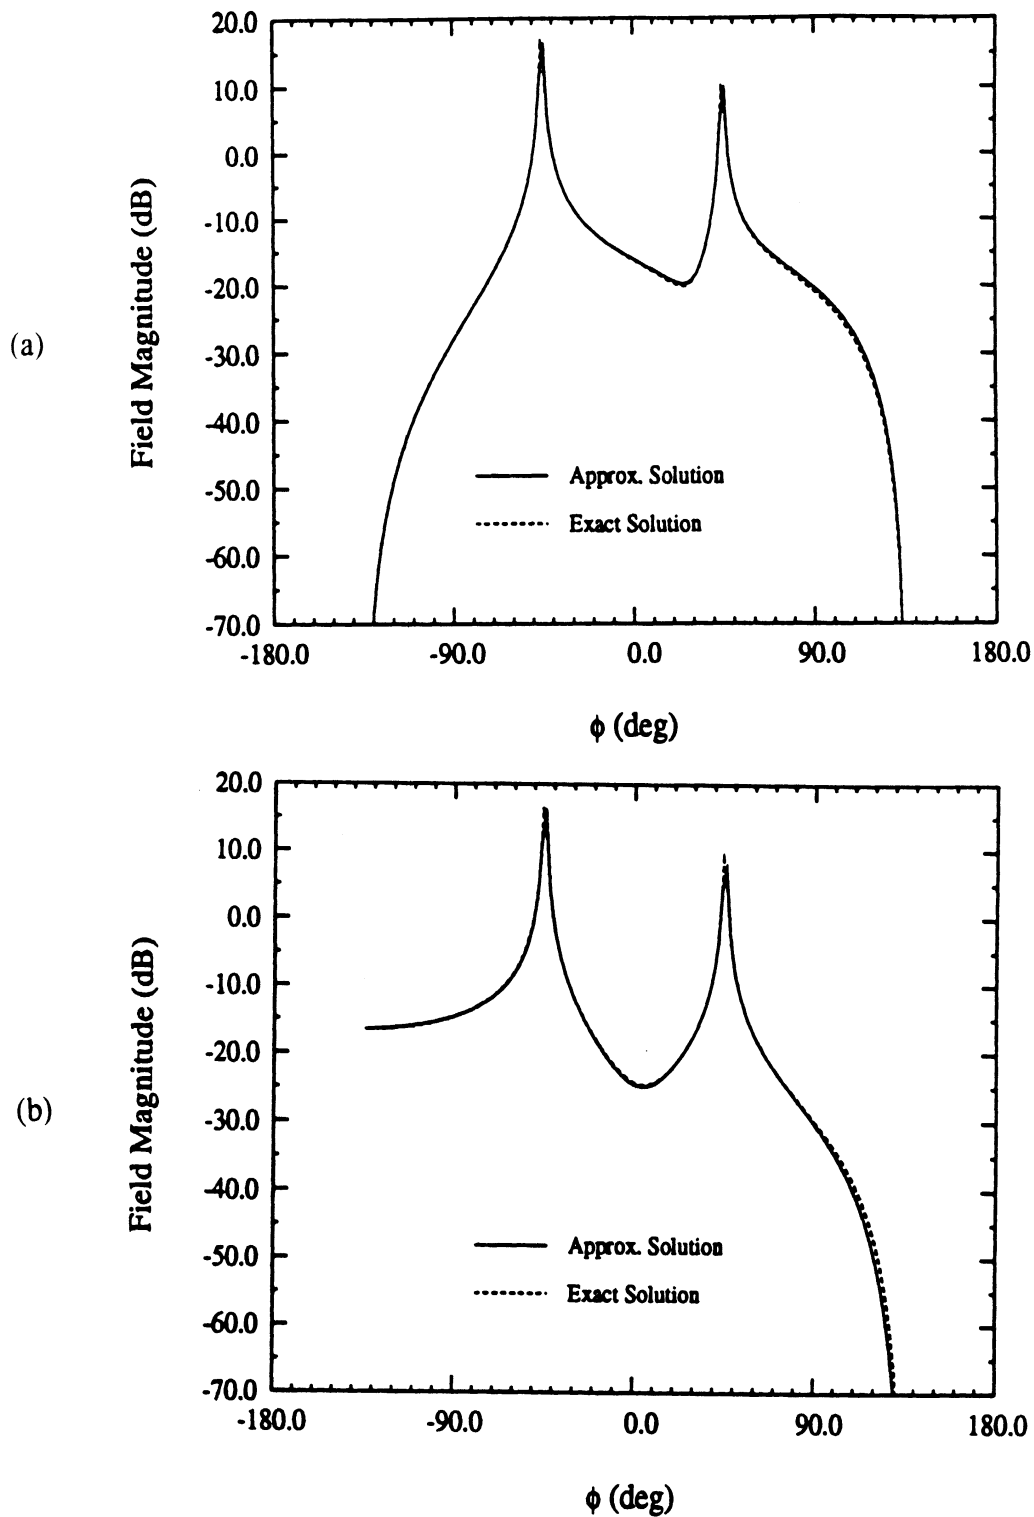 (a)
Field Magnitude (dB)
20.0
10.0
0.0
-10.0
-20.0
-30.0
-40.0
-50.0
-60.0
-70.0
Approx. Solution
Exact Solution
-180.0 -90.0 0.0 90.0 180.0
ϕ (deg)
(b)
Field Magnitude (dB)
20.0
10.0
0.0
-10.0
-20.0
-30.0
-40.0
-50.0
-60.0
-70.0
Approx. Solution
Exact Solution
-180.0 -90.0 0.0 90.0 180.0
ϕ (deg)